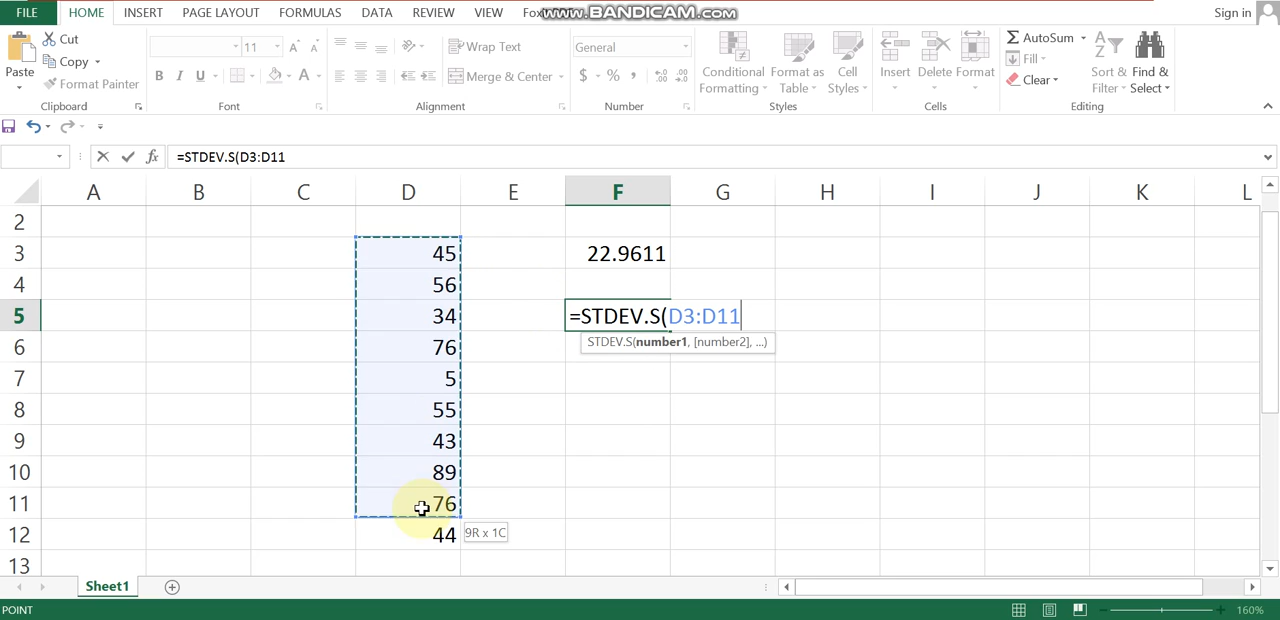 FILE HOME INSERT PAGE LAYOUT FORMULAS DATA REVIEW VIEW Fox www.BANDICAM.com Sign in
Paste Cut Copy Format Painter
Clipboard
11 B I U A
Font
Wrap Text
Merge & Center
Alignment
General
$ % ,
Number
Conditional Formatting Format as Table Cell Styles
Styles
Insert Delete Format
Cells
AutoSum Fill Clear Sort & Filter Find & Select
Editing
fx =STDEV.S(D3:D11
A B C D E F G H I J K L
2
3 45 22.9611
4 56
5 34 =STDEV.S(D3:D11
6 76 STDEV.S(number1, [number2], ...)
7 5
8 55
9 43
10 89
11 76
12 44 9R x 1C
13
Sheet1
POINT 160%